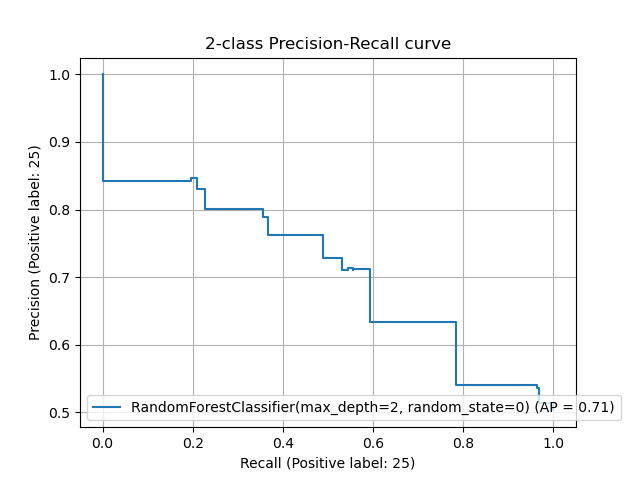 2-class Precision-Recall curve
Precision (Positive label: 25)
1.0
0.9
0.8
0.7
0.6
0.5
RandomForestClassifier(max_depth=2, random_state=0) (AP = 0.71)
0.0 0.2 0.4 0.6 0.8 1.0
Recall (Positive label: 25)